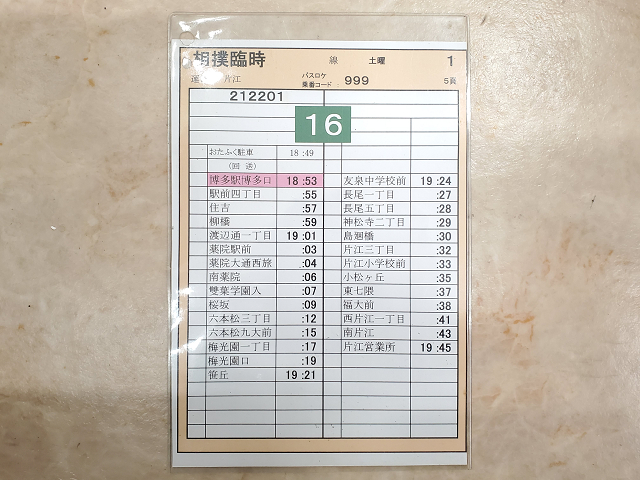 相撲臨時 線 土曜 1
片江 バスロケ 乗番コード 999 5頁
212201
16
おたふく駐車 18:49
(回送)
博多駅博多口 18:53
駅前四丁目 :55
住吉 :57
柳橋 :59
渡辺通一丁目 19:01
薬院駅前 :03
薬院大通西旅 :04
南薬院 :06
雙葉学園入 :07
桜坂 :09
六本松三丁目 :12
六本松九大前 :15
梅光園一丁目 :17
梅光園口 :19
笹丘 19:21
友泉中学校前 19:24
長尾一丁目 :27
長尾五丁目 :28
神松寺二丁目 :29
島廻橋 :30
片江三丁目 :32
片江小学校前 :33
小松ヶ丘 :35
東七隈 :37
福大前 :38
西片江一丁目 :41
南片江 :43
片江営業所 19:45